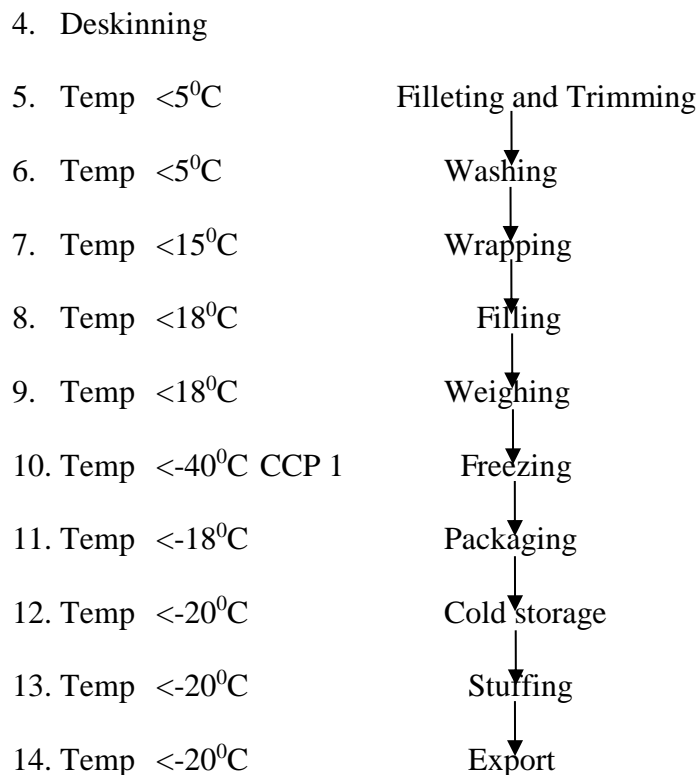 4. Deskinning
5. Temp <5⁰C Filleting and Trimming
6. Temp <5⁰C Washing
7. Temp <15⁰C Wrapping
8. Temp <18⁰C Filling
9. Temp <18⁰C Weighing
10. Temp <-40⁰C CCP 1 Freezing
11. Temp <-18⁰C Packaging
12. Temp <-20⁰C Cold storage
13. Temp <-20⁰C Stuffing
14. Temp <-20⁰C Export